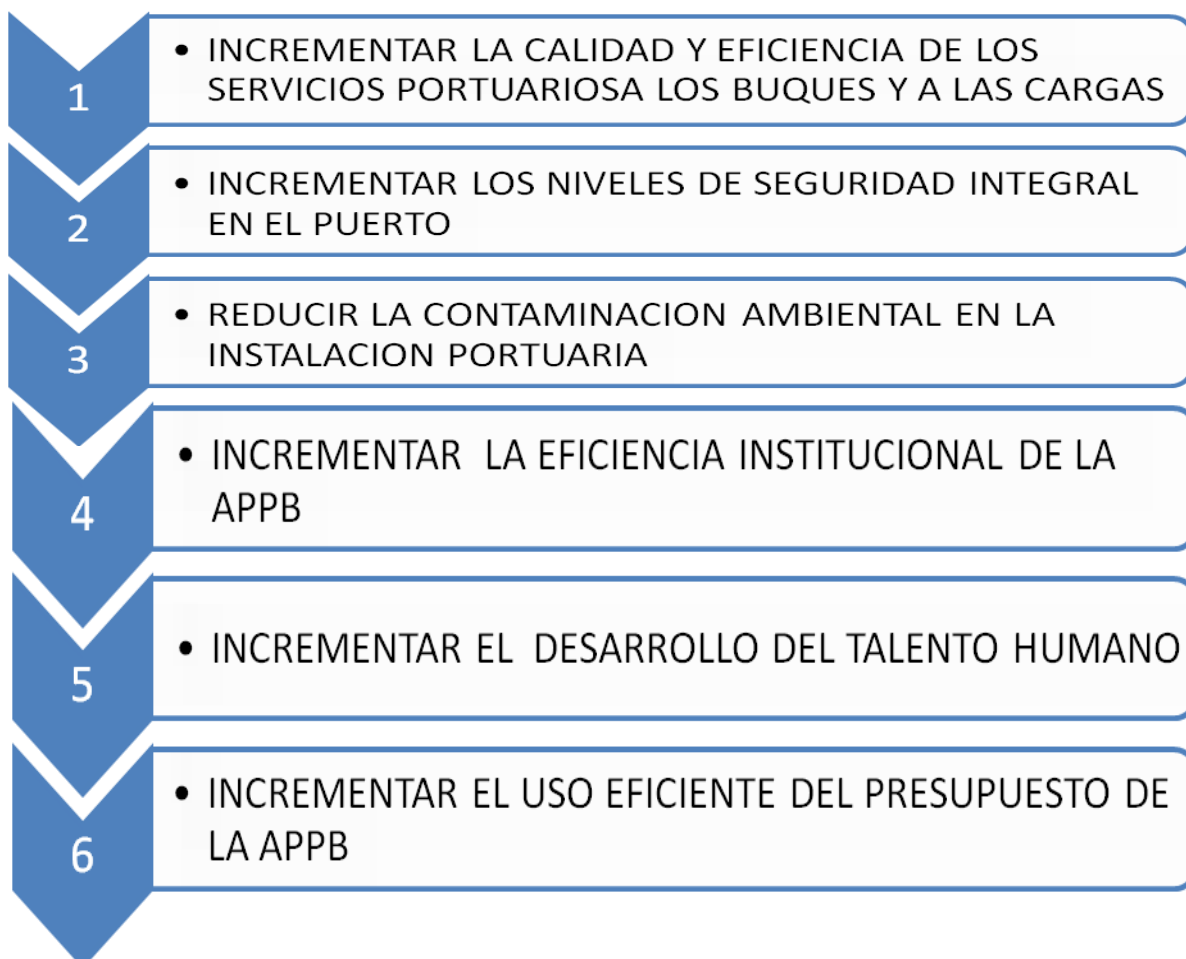 1
• INCREMENTAR LA CALIDAD Y EFICIENCIA DE LOS
SERVICIOS PORTUARIOSA LOS BUQUES Y A LAS CARGAS
2
• INCREMENTAR LOS NIVELES DE SEGURIDAD INTEGRAL
EN EL PUERTO
3
• REDUCIR LA CONTAMINACION AMBIENTAL EN LA
INSTALACION PORTUARIA
4
• INCREMENTAR LA EFICIENCIA INSTITUCIONAL DE LA
APPB
5
• INCREMENTAR EL DESARROLLO DEL TALENTO HUMANO
6
• INCREMENTAR EL USO EFICIENTE DEL PRESUPUESTO DE
LA APPB